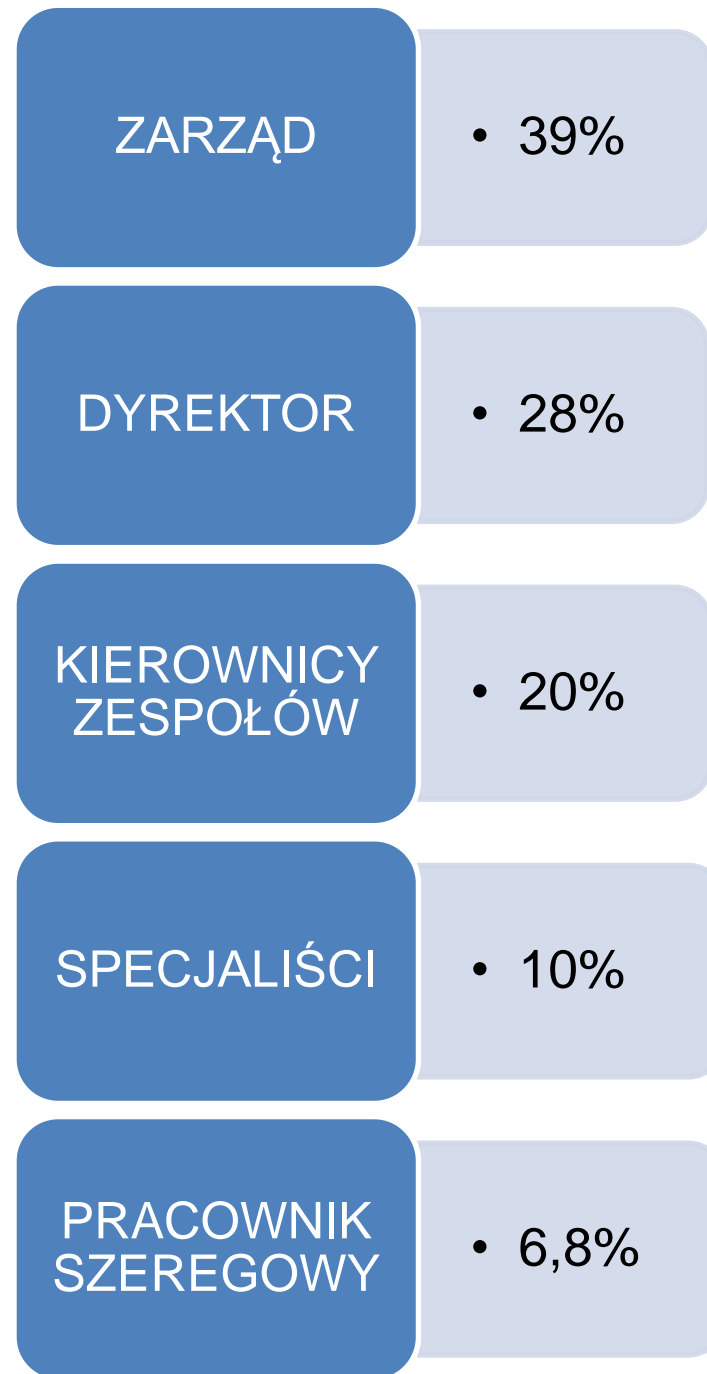 ZARZĄD
• 39%
DYREKTOR
• 28%
KIEROWNICY
ZESPOŁÓW
• 20%
SPECJALIŚCI
• 10%
PRACOWNIK
SZEREGOWY
• 6,8%